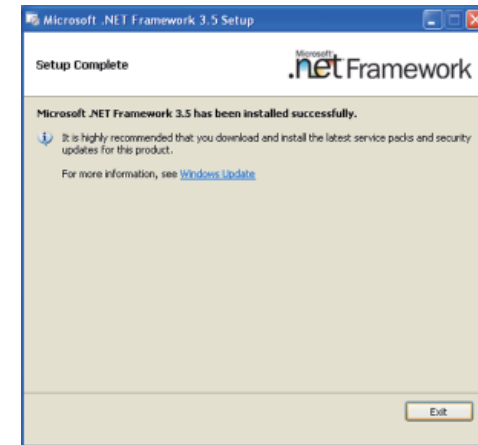 Microsoft .NET Framework 3.5 Setup
Setup Complete
Microsoft
.net Framework
Microsoft .NET Framework 3.5 has been installed successfully.
It is highly recommended that you download and install the latest service packs and security
updates for this product.
For more information, see Windows Update
Exit